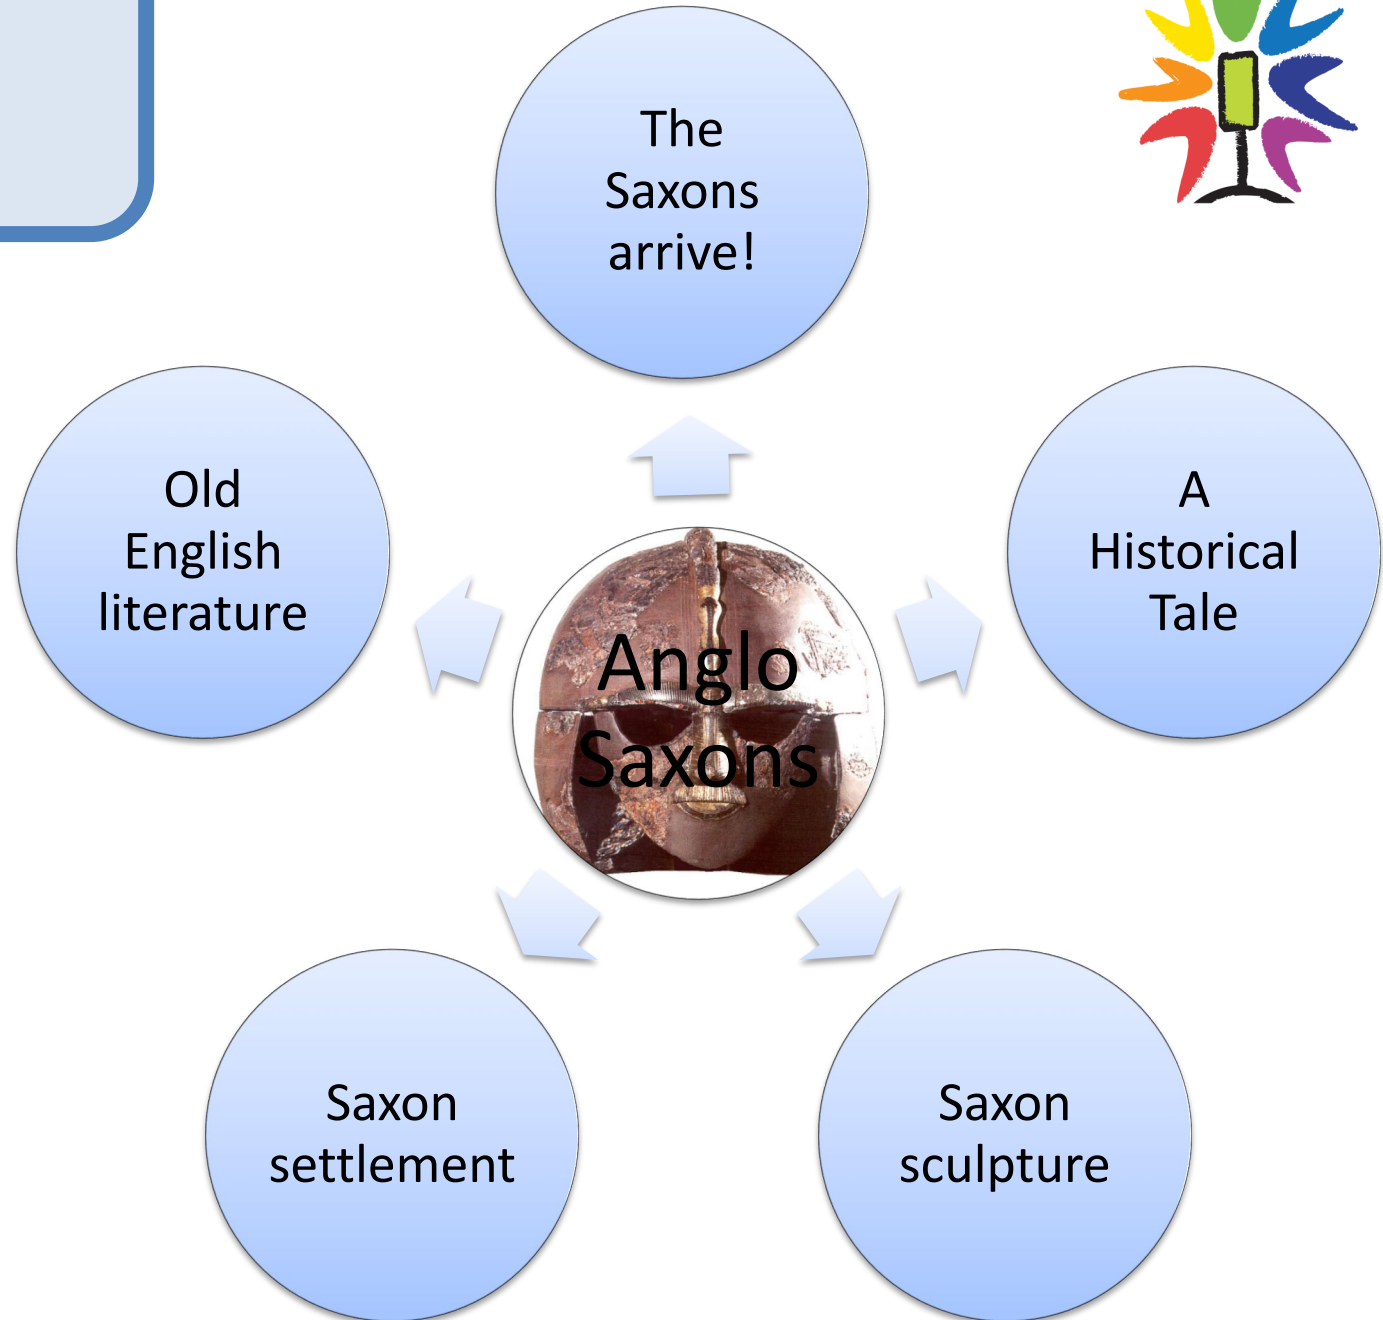 The
Saxons
arrive!
Old
English
literature
A
Historical
Tale
Anglo
Saxons
Saxon
settlement
Saxon
sculpture